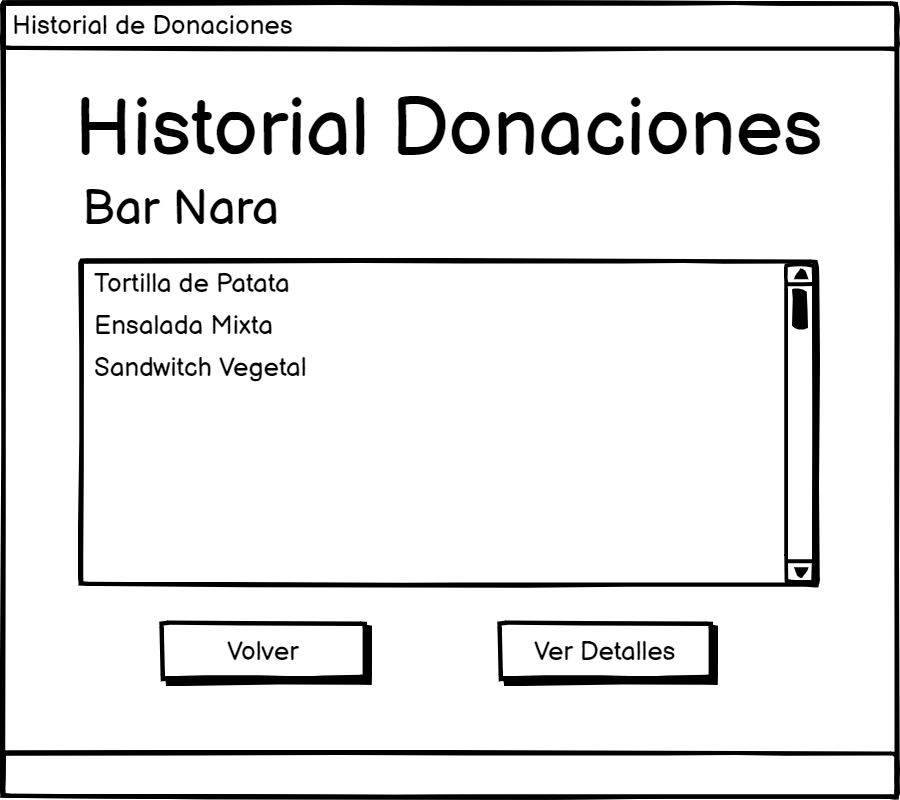 Historial de Donaciones
Historial Donaciones
Bar Nara
Tortilla de Patata
Ensalada Mixta
Sandwitch Vegetal
Volver
Ver Detalles